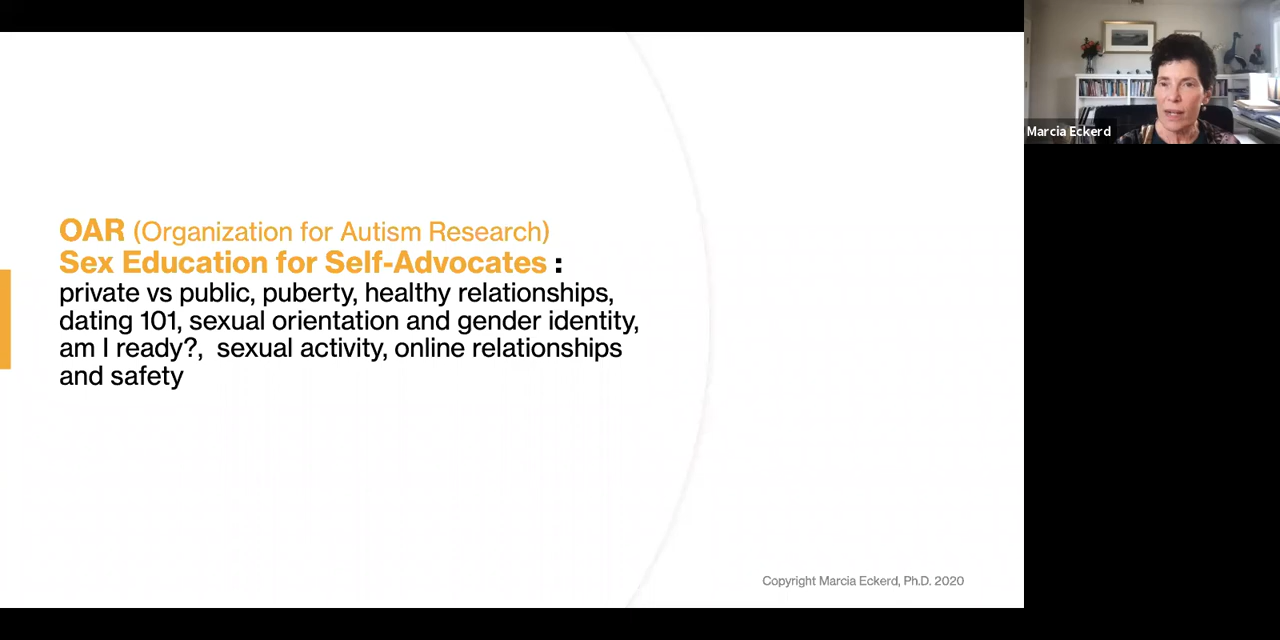 OAR (Organization for Autism Research)
Sex Education for Self-Advocates :
private vs public, puberty, healthy relationships,
dating 101, sexual orientation and gender identity,
am I ready?,  sexual activity, online relationships
and safety
Copyright Marcia Eckerd, Ph.D. 2020
Marcia Eckerd